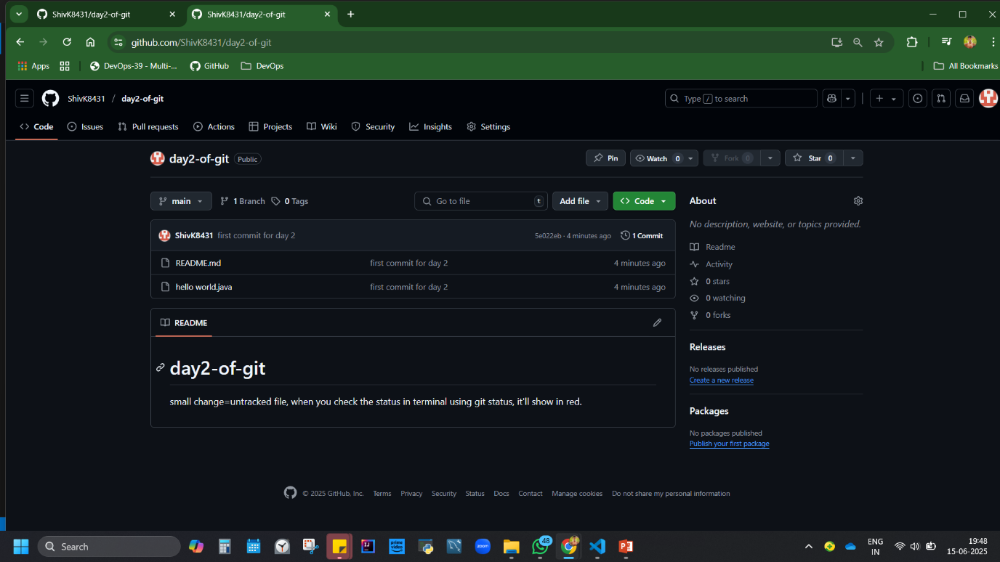 ShivK8431/day2-of-git
ShivK8431/day2-of-git
github.com/ShivK8431/day2-of-git
Apps DevOps-39 - Multi-... GitHub DevOps All Bookmarks
ShivK8431 / day2-of-git Type / to search
Code Issues Pull requests Actions Projects Wiki Security Insights Settings
day2-of-git Public Pin Watch 0 Fork 0 Star 0
main 1 Branch 0 Tags Go to file t Add file Code
ShivK8431 first commit for day 2 5e022eb · 4 minutes ago 1 Commit
README.md first commit for day 2 4 minutes ago
hello world.java first commit for day 2 4 minutes ago
README
day2-of-git
small change=untracked file, when you check the status in terminal using git status, it'll show in red.
About
No description, website, or topics provided.
Readme
Activity
0 stars
0 watching
0 forks
Releases
No releases published
Create a new release
Packages
No packages published
Publish your first package
© 2025 GitHub, Inc. Terms Privacy Security Status Docs Contact Manage cookies Do not share my personal information
Search
IJ
prime video
zoom
48
ENG
IN
19:48
15-06-2025